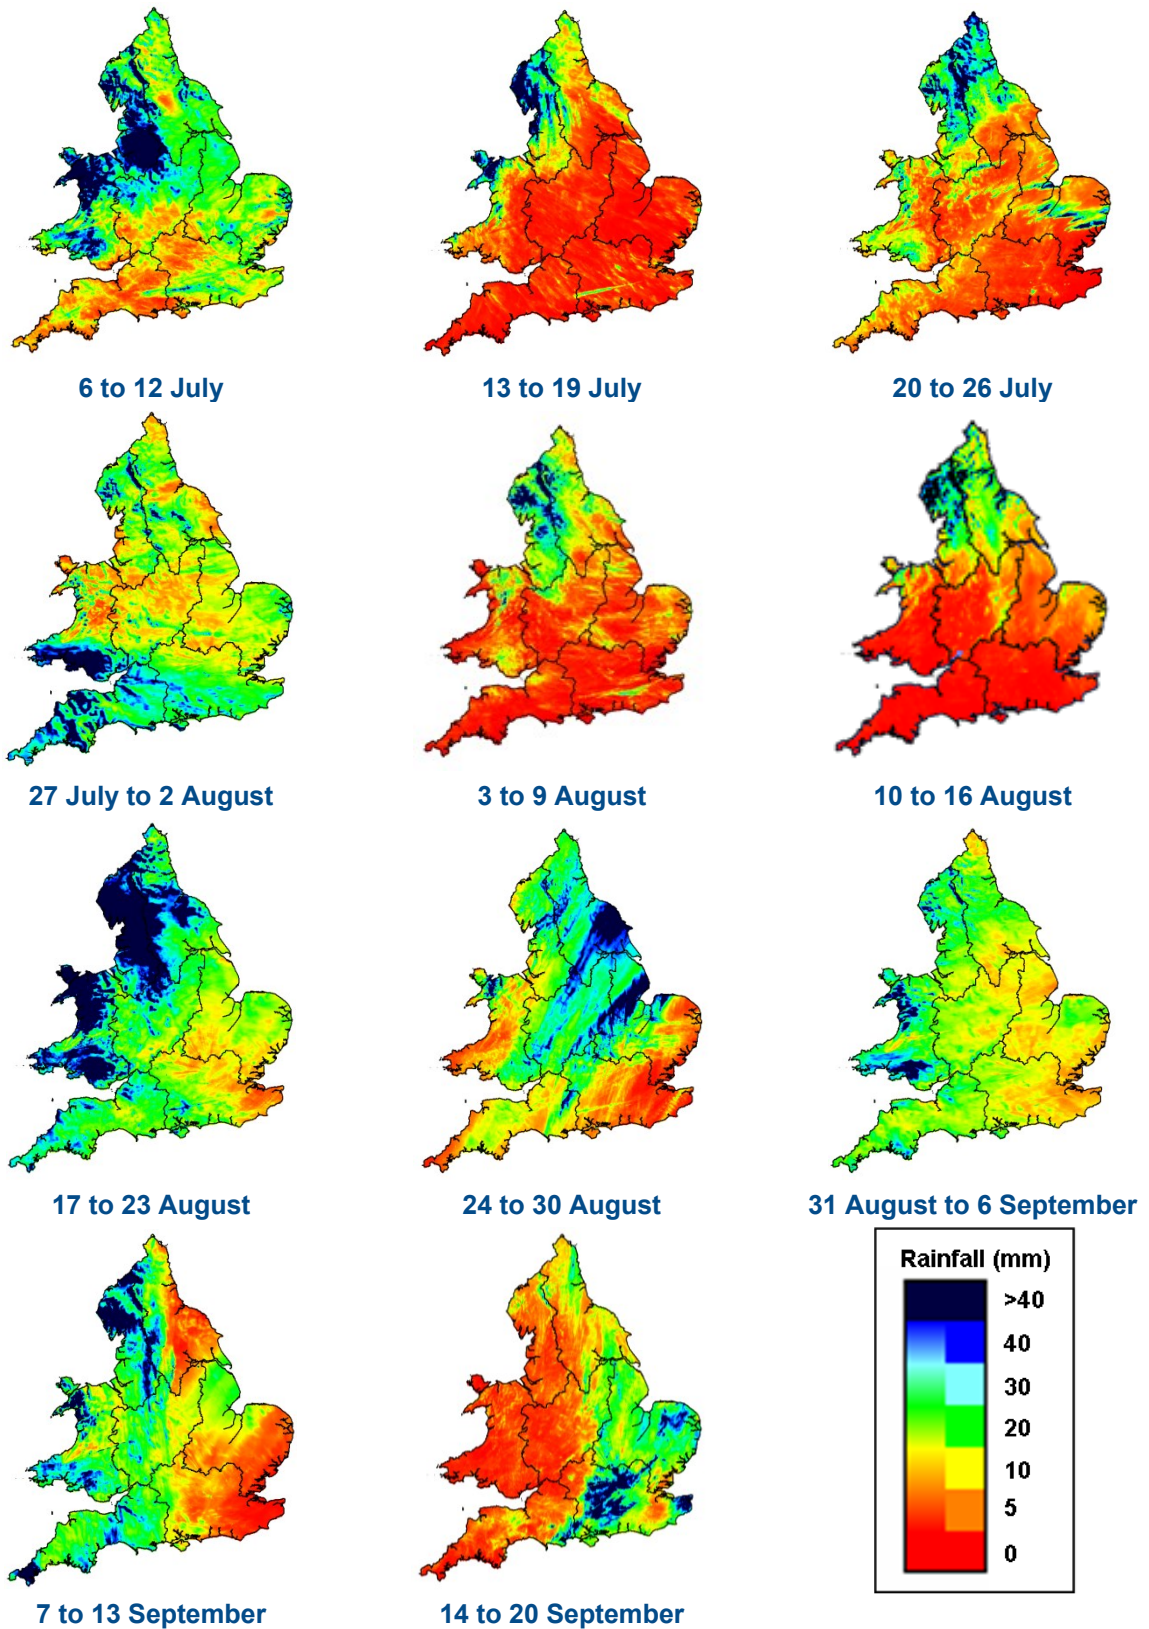 6 to 12 July
13 to 19 July
20 to 26 July
27 July to 2 August
3 to 9 August
10 to 16 August
17 to 23 August
24 to 30 August
31 August to 6 September
Rainfall (mm)
>40
40
30
20
10
5
0
7 to 13 September
14 to 20 September